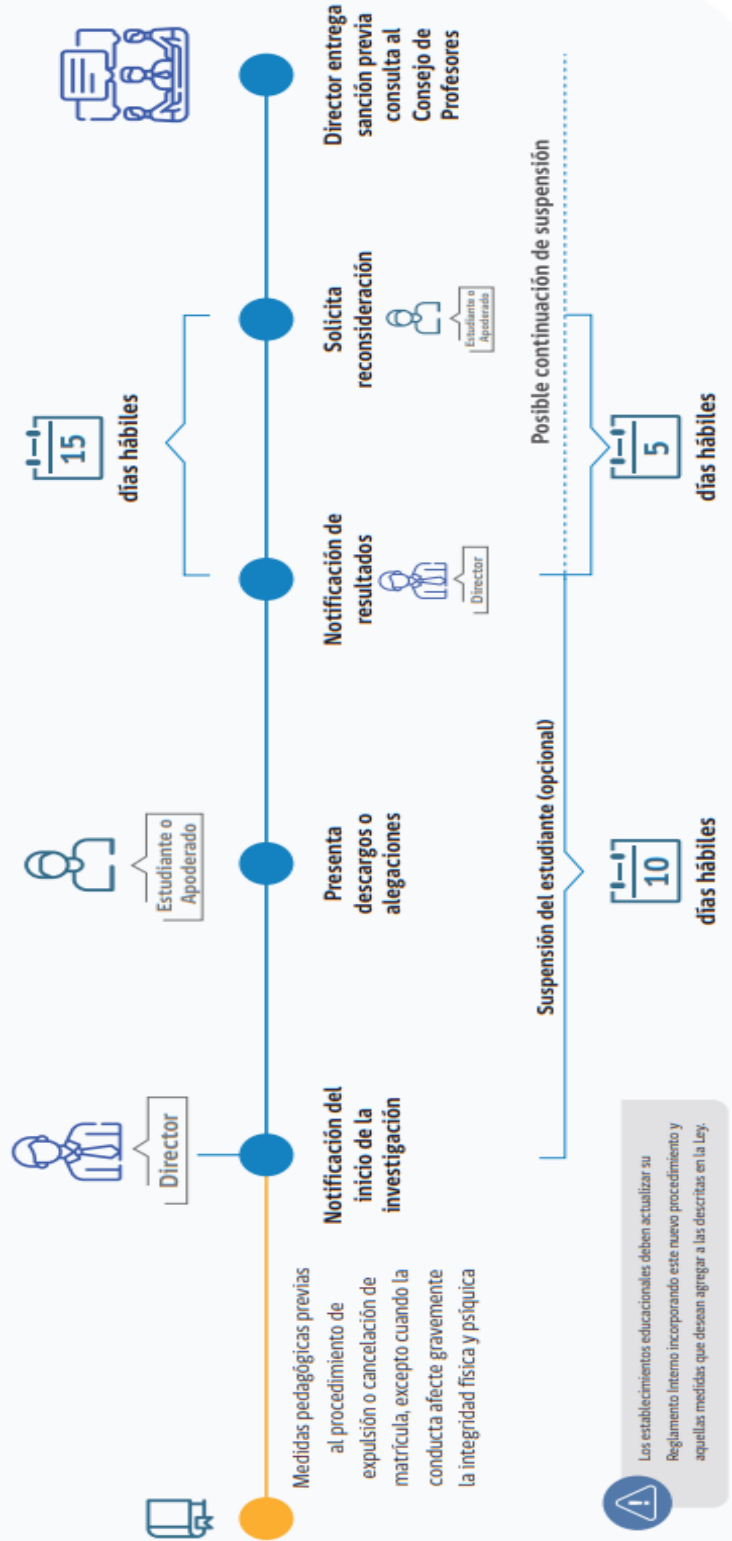 Director
Estudiante o
Apoderado
15
días hábiles
Medidas pedagógicas previas
al procedimiento de
expulsión o cancelación de
matrícula, excepto cuando la
conducta afecte gravemente
la integridad física y psíquica
Notificación del
inicio de la
investigación
Presenta
descargos o
alegaciones
Notificación de
resultados
Director
Solicita
reconsideración
Estudiante o
Apoderado
Director entrega
sanción previa
consulta al
Consejo de
Profesores
Suspensión del estudiante (opcional)
Posible continuación de suspensión
10
días hábiles
5
días hábiles
Los establecimientos educacionales deben actualizar su
Reglamento Interno incorporando este nuevo procedimiento y
aquellas medidas que desean agregar a las descritas en la Ley.